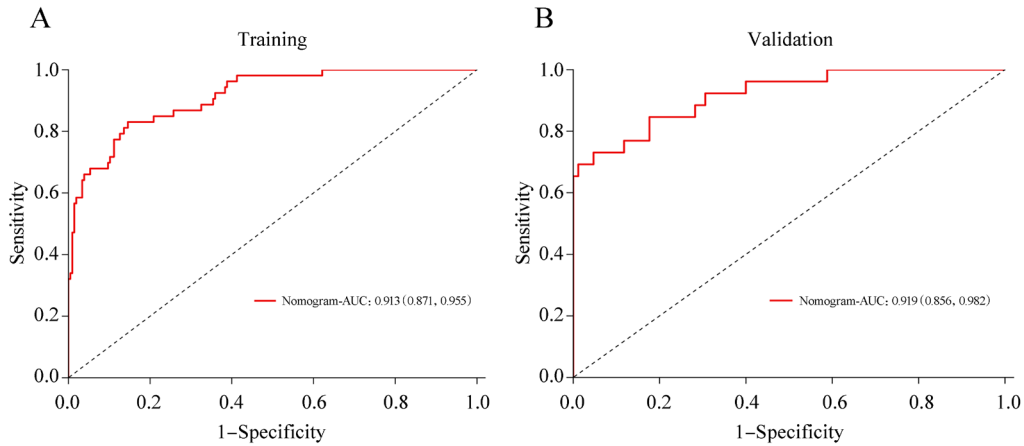 A
Training
1.0
0.8
0.6
0.4
0.2
0.0
Sensitivity
Nomogram-AUC: 0.913(0.871, 0.955)
0.0 0.2 0.4 0.6 0.8 1.0
1-Specificity
B
Validation
1.0
0.8
0.6
0.4
0.2
0.0
Sensitivity
Nomogram-AUC: 0.919(0.856, 0.982)
0.0 0.2 0.4 0.6 0.8 1.0
1-Specificity